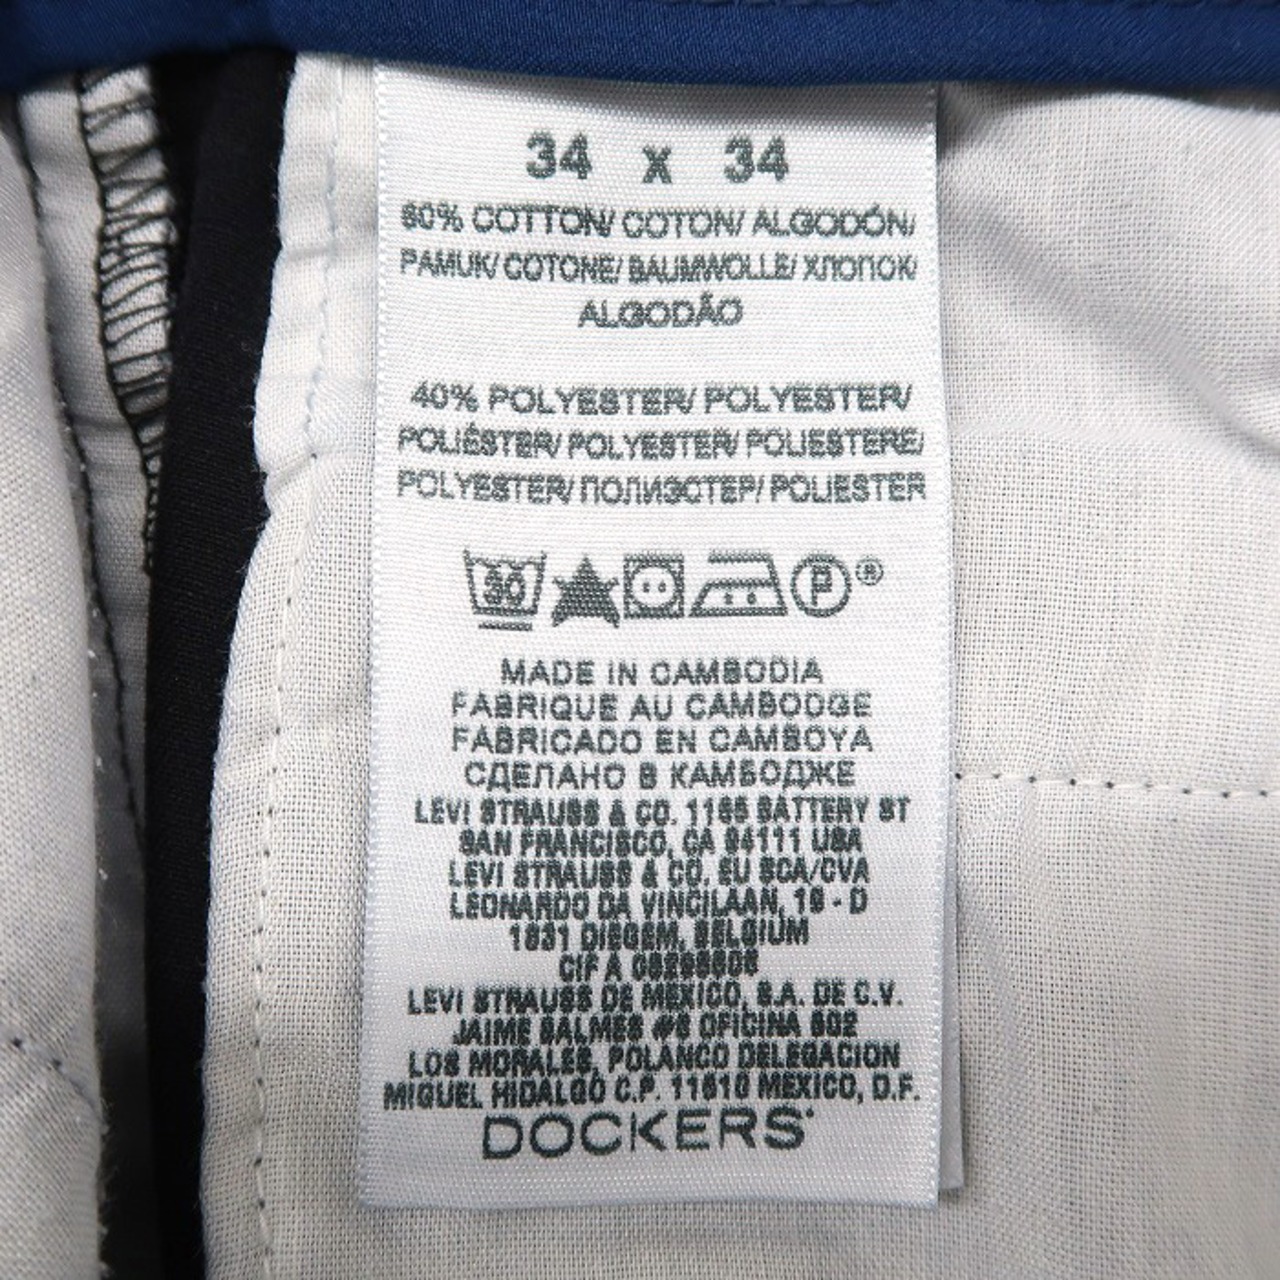 34 x 34
60% COTTON/ COTON/ ALGODÓN/
PAMUK/ COTONE/ BAUMWOLLE/ ХЛОПОК/
ALGODÃO
40% POLYESTER/ POLYESTER/
POLIÉSTER/ POLYESTER/ POLIESTERE/
POLYESTER/ ПОЛИЭСТЕР/ POLIESTER
30 P ®
MADE IN CAMBODIA
FABRIQUE AU CAMBODGE
FABRICADO EN CAMBOYA
СДЕЛАНО В КАМБОДЖЕ
LEVI STRAUSS & CO. 1155 BATTERY ST
SAN FRANCISCO, CA 94111 USA
LEVI STRAUSS & CO. EU SCA/CVA
LEONARDO DA VINCILAAN, 19 - D
1831 DIEGEM, BELGIUM
CIF A
LEVI STRAUSS DE MEXICO, S.A. DE C.V.
JAIME BALMES #8 OFICINA 602
LOS MORALES, POLANCO DELEGACION
MIGUEL HIDALGO C.P. 11510 MEXICO, D.F.
DOCKERS